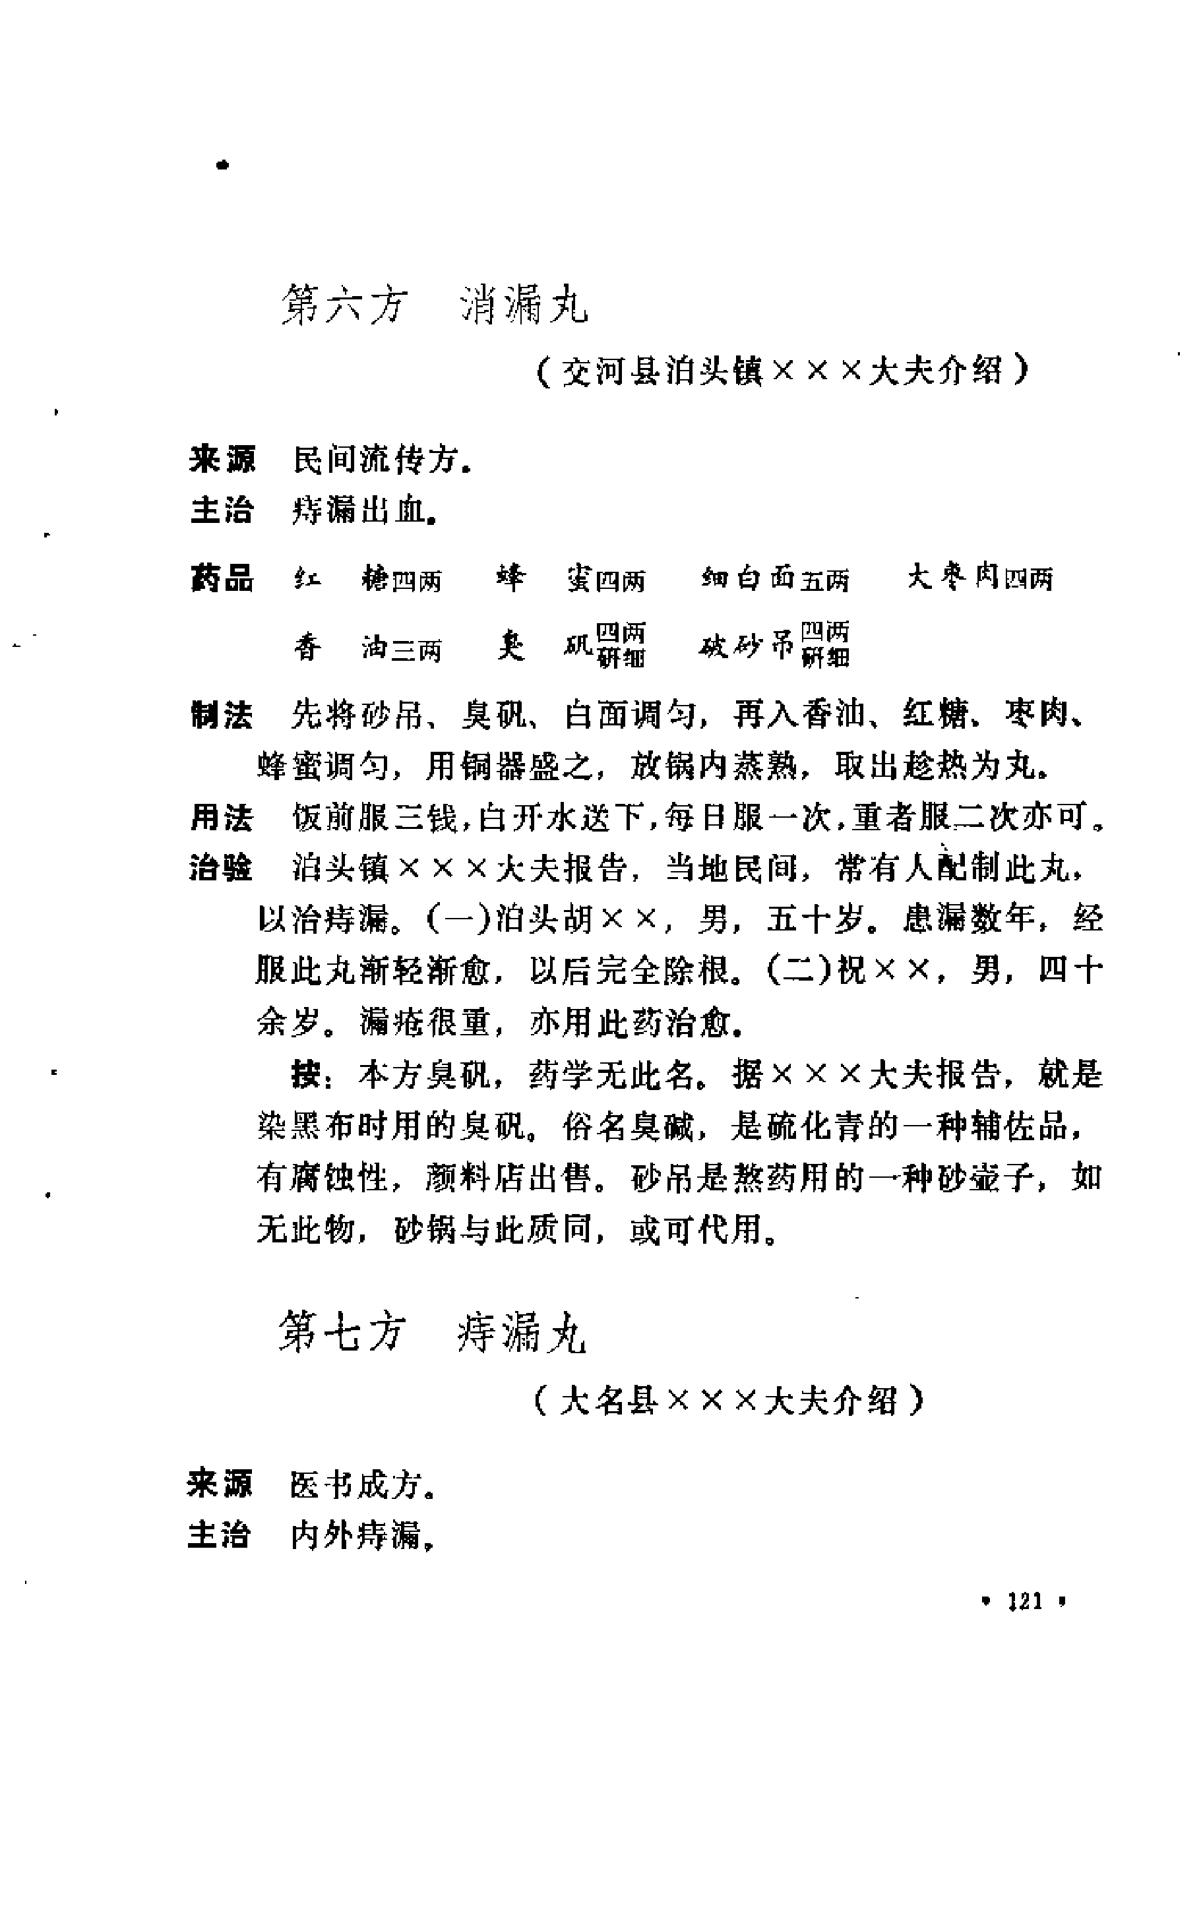 第六方　消漏丸
（交河县泊头镇×××大夫介绍）
来源　民间流传方。
主治　痔漏出血。
药品　红　糖四两　蜂　蜜四两　细白面五两　大枣肉四两
香　油三两　臭　矾四两研细　破砂吊四两研细
制法　先将砂吊、臭矾、白面调匀，再入香油、红糖、枣肉、
蜂蜜调匀，用铜器盛之，放锅内蒸熟，取出趁热为丸。
用法　饭前服三钱，白开水送下，每日服一次，重者服二次亦可。
治验　泊头镇×××大夫报告，当地民间，常有人配制此丸，
以治痔漏。（一）泊头胡××，男，五十岁。患漏数年，经
服此丸渐轻渐愈，以后完全除根。（二）祝××，男，四十
余岁。漏疮很重，亦用此药治愈。
按：本方臭矾，药学无此名。据×××大夫报告，就是
染黑布时用的臭矾。俗名臭碱，是硫化青的一种辅佐品，
有腐蚀性，颜料店出售。砂吊是熬药用的一种砂壶子，如
无此物，砂锅与此质同，或可代用。
第七方　痔漏丸
（大名县×××大夫介绍）
来源　医书成方。
主治　内外痔漏。
• 121 •